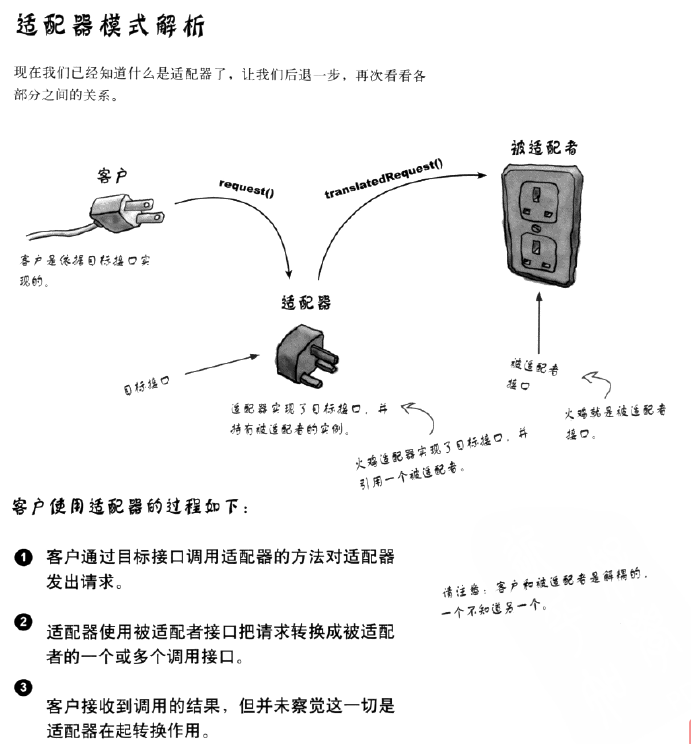 适配器模式解析
现在我们已经知道什么是适配器了，让我们后退一步，再次看看各
部分之间的关系。
客户
request()
translatedRequest()
被适配者
客户是依据目标接口实
现的。
适配器
目标接口
适配器实现了目标接口，并
持有被适配者的实例。
被适配者
接口
火鸡就是被适配者
接口。
火鸡适配器实现了目标接口，并
引用一个被适配者。
客户使用适配器的过程如下：
1 客户通过目标接口调用适配器的方法对适配器
发出请求。
2 适配器使用被适配者接口把请求转换成被适配
者的一个或多个调用接口。
3 客户接收到调用的结果，但并未察觉这一切是
适配器在起转换作用。
请注意：客户和被适配者是解耦的，
一个不知道另一个。